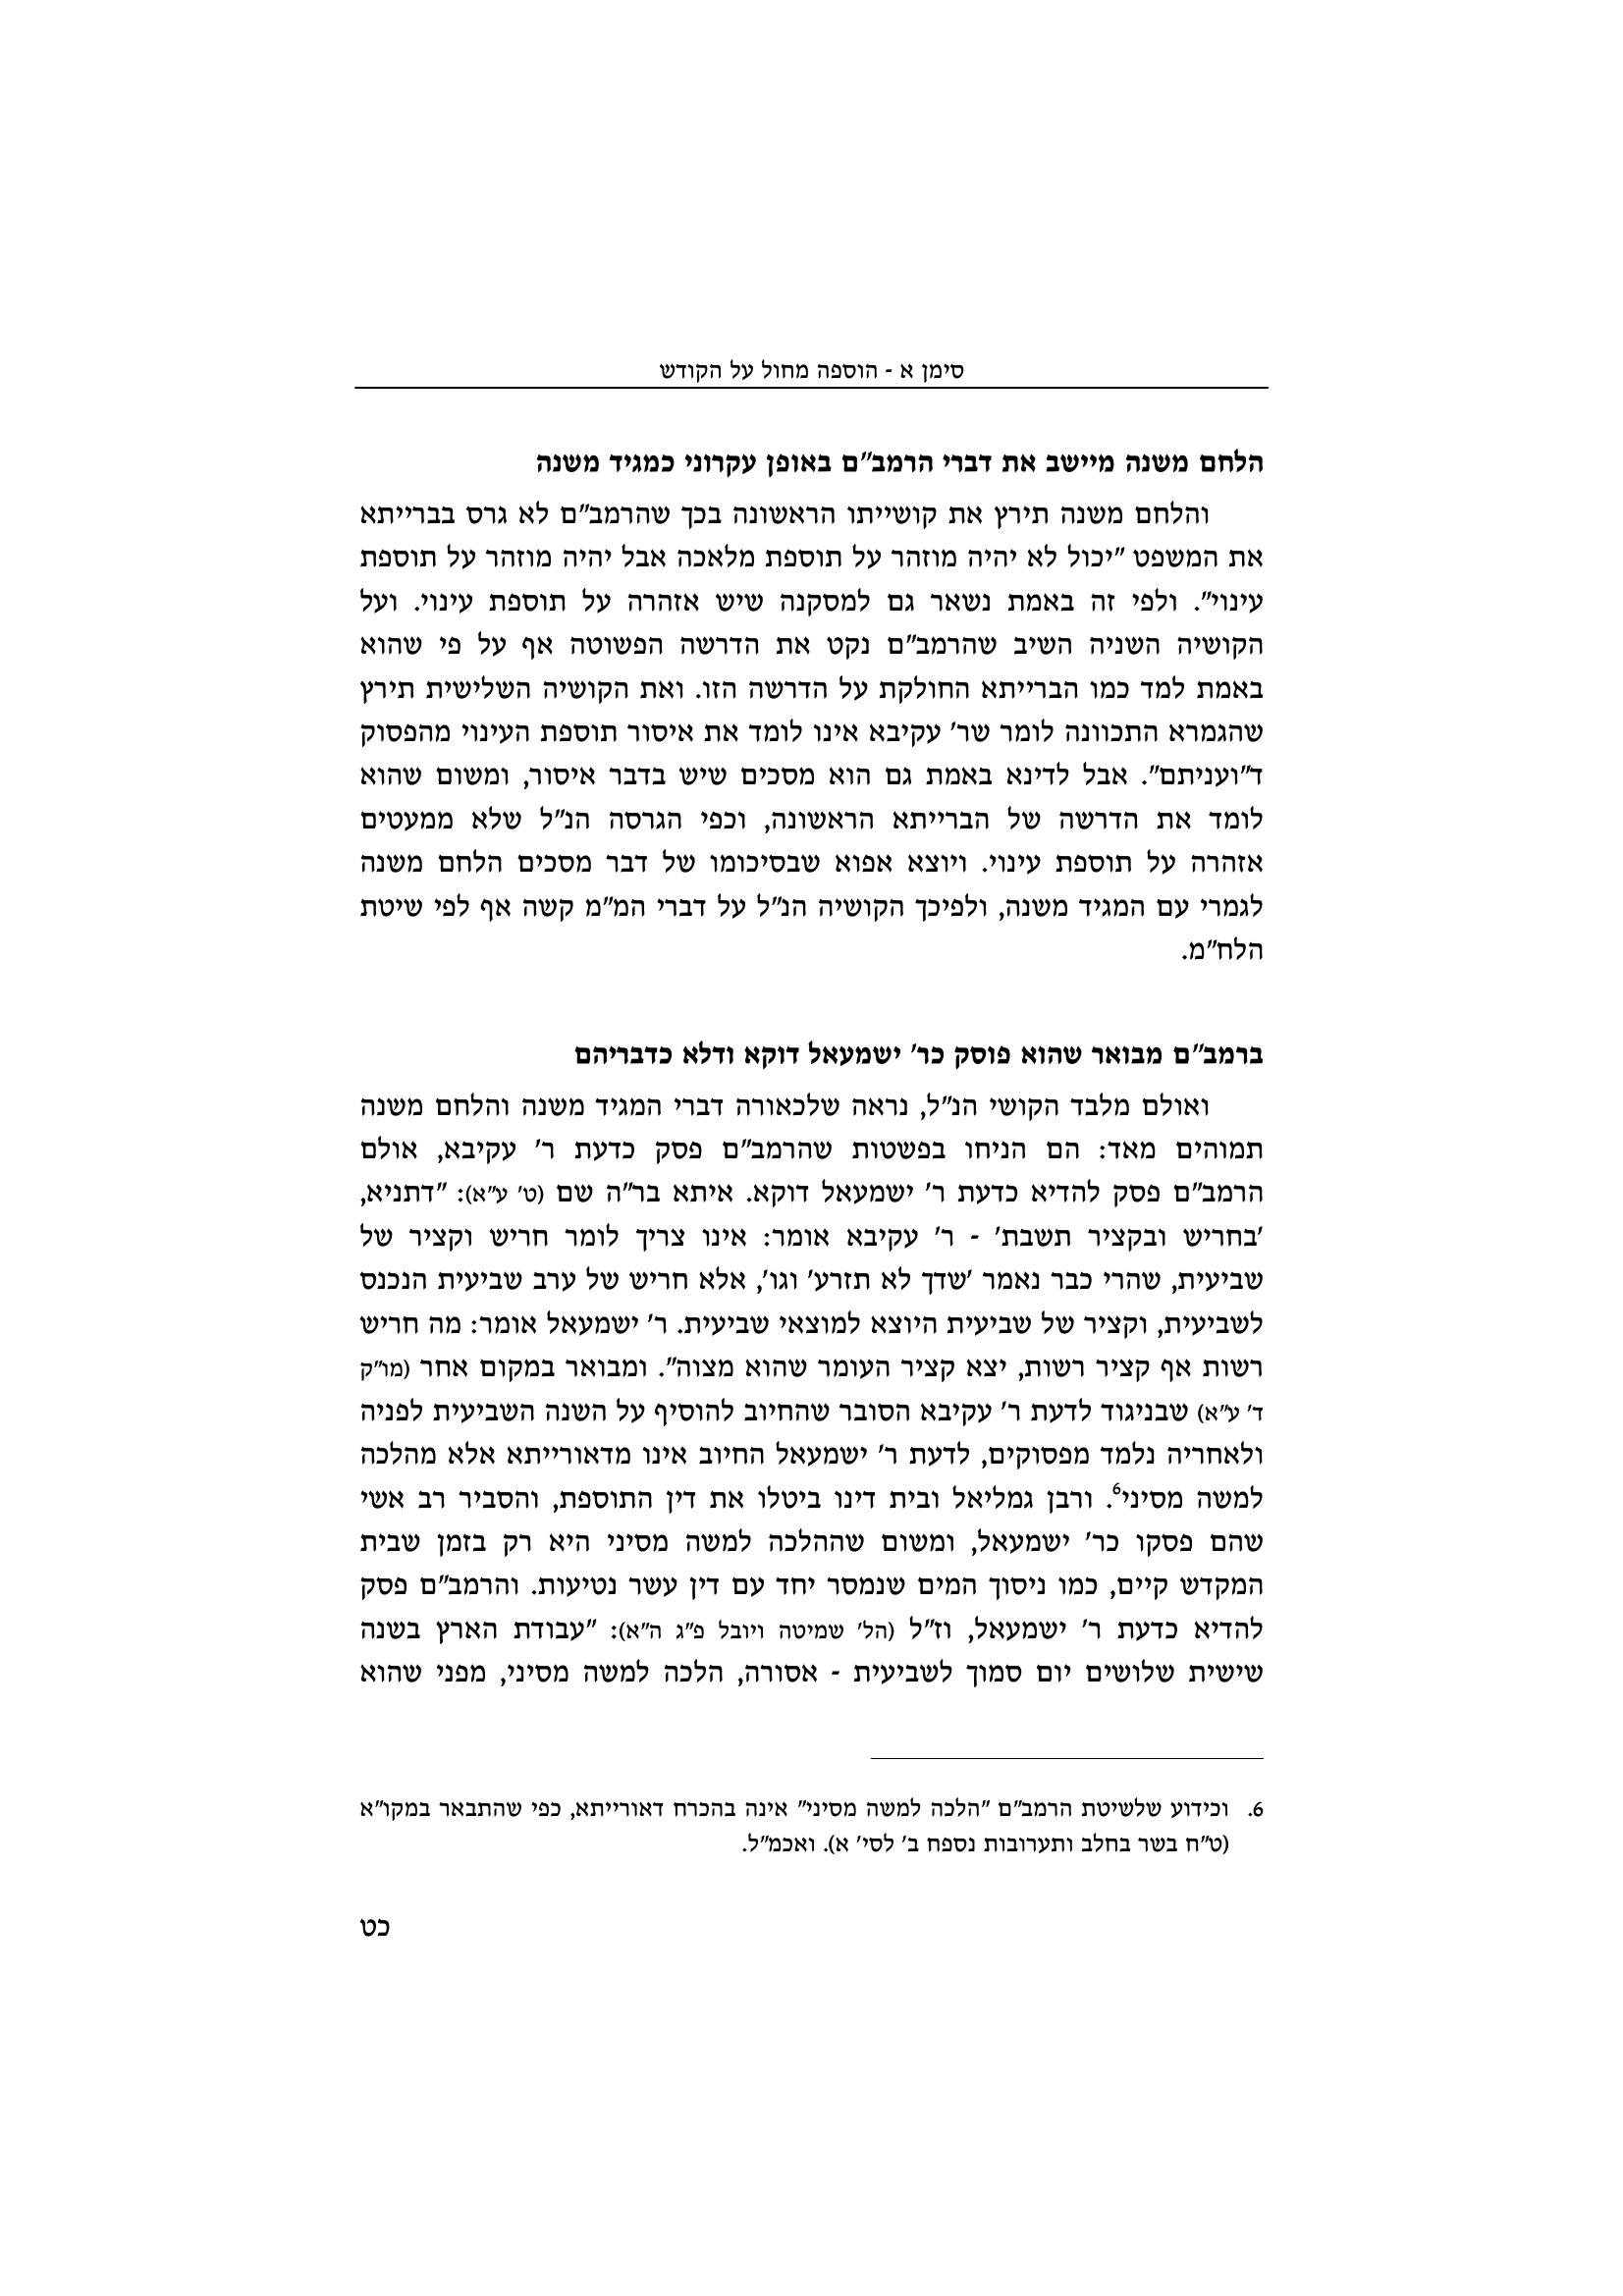 סימן א - הוספה מחול על הקודש
הלחם משנה מיישב את דברי הרמב"ם באופן עקרוני כמגיד משנה
והלחם משנה תירץ את קושייתו הראשונה בכך שהרמב"ם לא גרס בברייתא
את המשפט "יכול לא יהיה מוזהר על תוספת מלאכה אבל יהיה מוזהר על תוספת
עינוי". ולפי זה באמת נשאר גם למסקנה שיש אזהרה על תוספת עינוי. ועל
הקושיה השניה השיב שהרמב"ם נקט את הדרשה הפשוטה אף על פי שהוא
באמת למד כמו הברייתא החולקת על הדרשה הזו. ואת הקושיה השלישית תירץ
שהגמרא התכוונה לומר שר' עקיבא אינו לומד את איסור תוספת העינוי מהפסוק
ד"ועניתם". אבל לדינא באמת גם הוא מסכים שיש בדבר איסור, ומשום שהוא
לומד את הדרשה של הברייתא הראשונה, וכפי הגרסה הנ"ל שלא ממעטים
אזהרה על תוספת עינוי. ויוצא אפוא שבסיכומו של דבר מסכים הלחם משנה
לגמרי עם המגיד משנה, ולפיכך הקושיה הנ"ל על דברי המ"מ קשה אף לפי שיטת
הלח"מ.
ברמב"ם מבואר שהוא פוסק כר' ישמעאל דוקא ודלא כדבריהם
ואולם מלבד הקושי הנ"ל, נראה שלכאורה דברי המגיד משנה והלחם משנה
תמוהים מאד: הם הניחו בפשטות שהרמב"ם פסק כדעת ר' עקיבא, אולם
הרמב"ם פסק להדיא כדעת ר' ישמעאל דוקא. איתא בר"ה שם (ט' ע"א): "דתניא,
'בחריש ובקציר תשבת' - ר' עקיבא אומר: אינו צריך לומר חריש וקציר של
שביעית, שהרי כבר נאמר 'שדך לא תזרע' וגו', אלא חריש של ערב שביעית הנכנס
לשביעית, וקציר של שביעית היוצא למוצאי שביעית. ר' ישמעאל אומר: מה חריש
רשות אף קציר רשות, יצא קציר העומר שהוא מצוה". ומבואר במקום אחר (מו"ק
ד' ע"א) שבניגוד לדעת ר' עקיבא הסובר שהחיוב להוסיף על השנה השביעית לפניה
ולאחריה נלמד מפסוקים, לדעת ר' ישמעאל החיוב אינו מדאורייתא אלא מהלכה
למשה מסיני6. ורבן גמליאל ובית דינו ביטלו את דין התוספת, והסביר רב אשי
שהם פסקו כר' ישמעאל, ומשום שההלכה למשה מסיני היא רק בזמן שבית
המקדש קיים, כמו ניסוך המים שנמסר יחד עם דין עשר נטיעות. והרמב"ם פסק
להדיא כדעת ר' ישמעאל, וז"ל (הל' שמיטה ויובל פ"ג ה"א): "עבודת הארץ בשנה
שישית שלושים יום סמוך לשביעית - אסורה, הלכה למשה מסיני, מפני שהוא
6. וכידוע שלשיטת הרמב"ם "הלכה למשה מסיני" אינה בהכרח דאורייתא, כפי שהתבאר במקו"א
(ט"ח בשר בחלב ותערובות נספח ב' לסי' א). ואכמ"ל.
כט